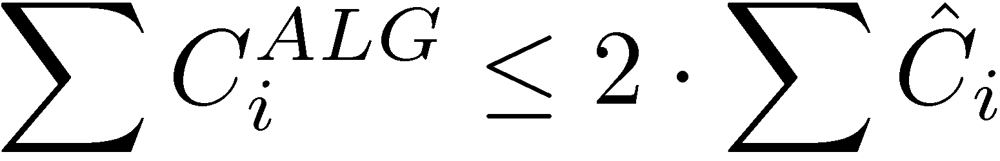 ∑ C_i^{ALG} ≤ 2 · ∑ Ĉ_i